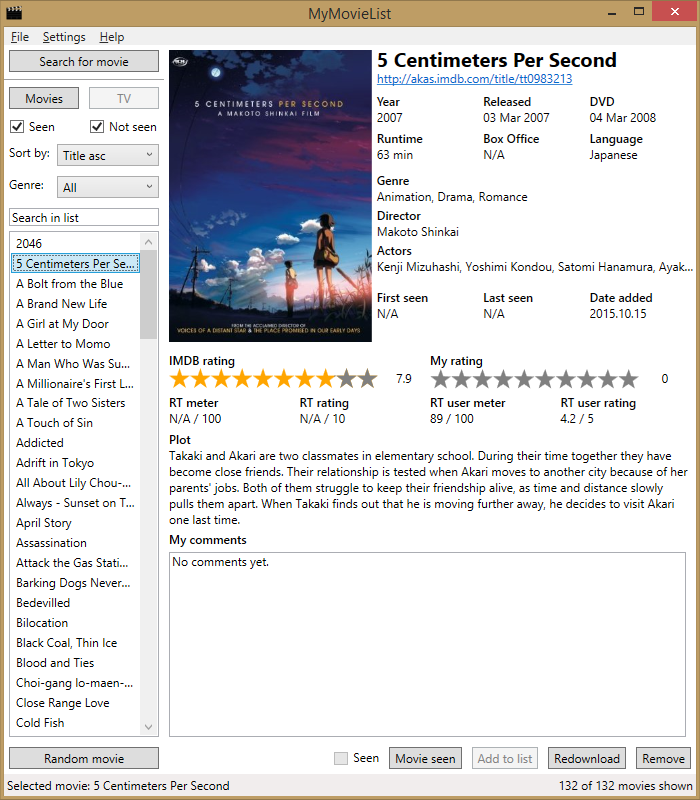 MyMovieList
File Settings Help
Search for movie
Movies TV
Seen Not seen
Sort by: Title asc
Genre: All
Search in list
2046
5 Centimeters Per Se...
A Bolt from the Blue
A Brand New Life
A Girl at My Door
A Letter to Momo
A Man Who Was Su...
A Millionaire's First L...
A Tale of Two Sisters
A Touch of Sin
Addicted
Adrift in Tokyo
All About Lily Chou-...
Always - Sunset on T...
April Story
Assassination
Attack the Gas Stati...
Barking Dogs Never...
Bedevilled
Bilocation
Black Coal, Thin Ice
Blood and Ties
Choi-gang lo-maen-...
Close Range Love
Cold Fish
Random movie
5 CENTIMETERS PER SECOND
A MAKOTO SHINKAI FILM
FROM THE ACCLAIMED DIRECTOR OF
VOICES OF A DISTANT STAR & THE PLACE PROMISED IN OUR EARLY DAYS
5 Centimeters Per Second
http://akas.imdb.com/title/tt0983213
Year Released DVD
2007 03 Mar 2007 04 Mar 2008
Runtime Box Office Language
63 min N/A Japanese
Genre
Animation, Drama, Romance
Director
Makoto Shinkai
Actors
Kenji Mizuhashi, Yoshimi Kondou, Satomi Hanamura, Ayak...
First seen Last seen Date added
N/A N/A 2015.10.15
IMDB rating My rating
7.9 0
RT meter RT rating RT user meter RT user rating
N/A / 100 N/A / 10 89 / 100 4.2 / 5
Plot
Takaki and Akari are two classmates in elementary school. During their time together they have
become close friends. Their relationship is tested when Akari moves to another city because of her
parents' jobs. Both of them struggle to keep their friendship alive, as time and distance slowly
pulls them apart. When Takaki finds out that he is moving further away, he decides to visit Akari
one last time.
My comments
No comments yet.
Seen Movie seen Add to list Redownload Remove
Selected movie: 5 Centimeters Per Second 132 of 132 movies shown